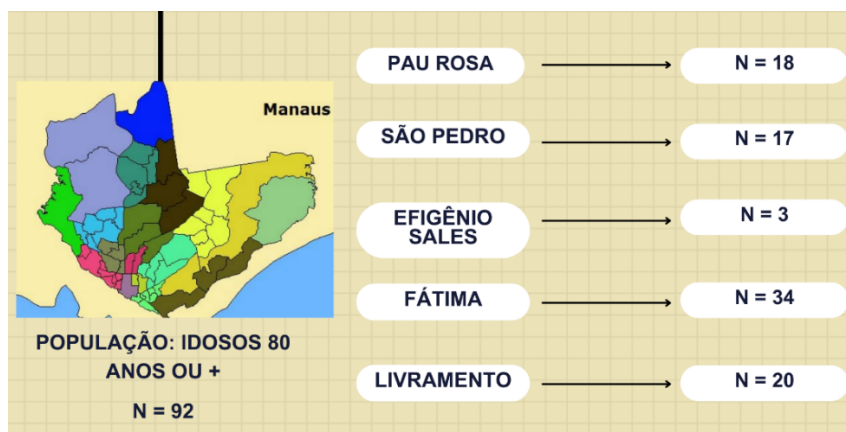 Manaus
POPULAÇÃO: IDOSOS 80
ANOS OU +
N = 92
PAU ROSA
N = 18
SÃO PEDRO
N = 17
EFIGÊNIO
SALES
N = 3
FÁTIMA
N = 34
LIVRAMENTO
N = 20